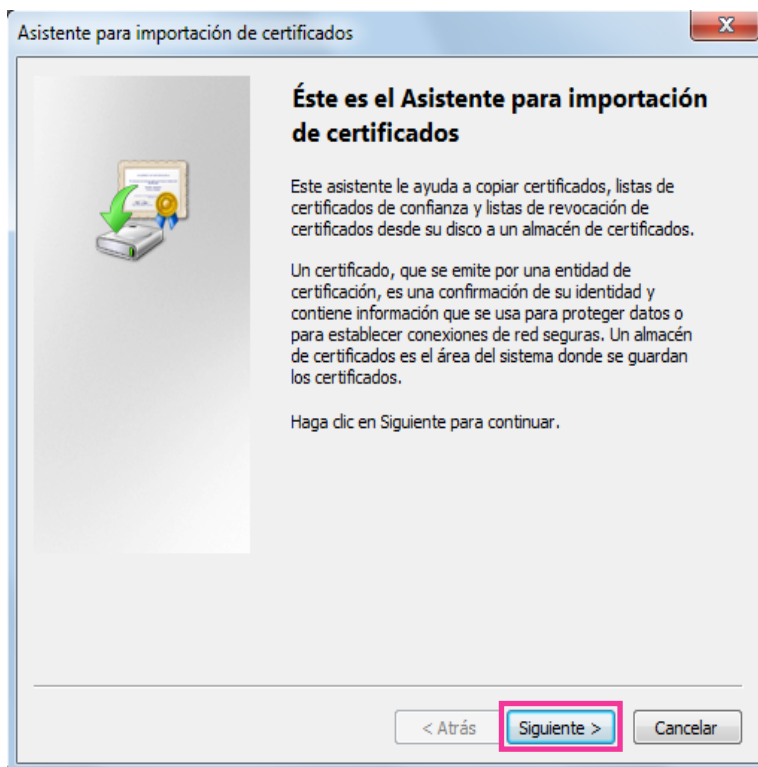 Asistente para importación de certificados
Éste es el Asistente para importación
de certificados
Este asistente le ayuda a copiar certificados, listas de
certificados de confianza y listas de revocación de
certificados desde su disco a un almacén de certificados.
Un certificado, que se emite por una entidad de
certificación, es una confirmación de su identidad y
contiene información que se usa para proteger datos o
para establecer conexiones de red seguras. Un almacén
de certificados es el área del sistema donde se guardan
los certificados.
Haga clic en Siguiente para continuar.
< Atrás Siguiente > Cancelar